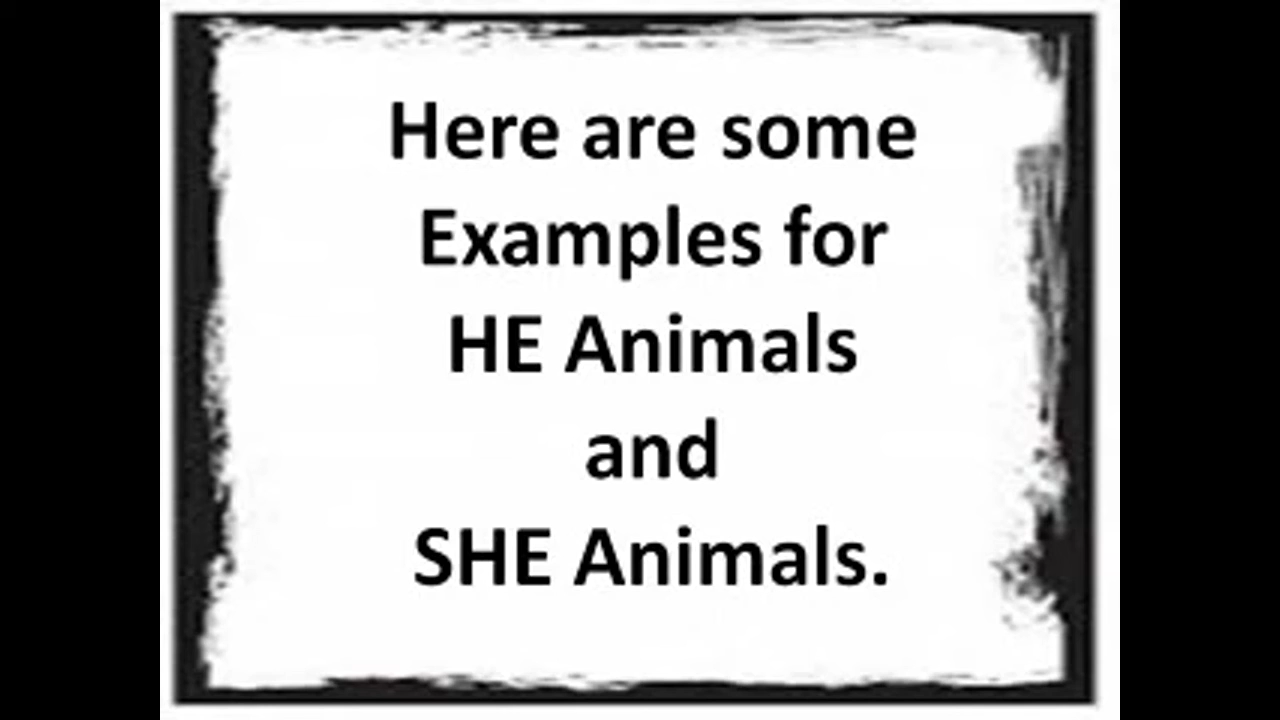 Here are some
Examples for
HE Animals
and
SHE Animals.